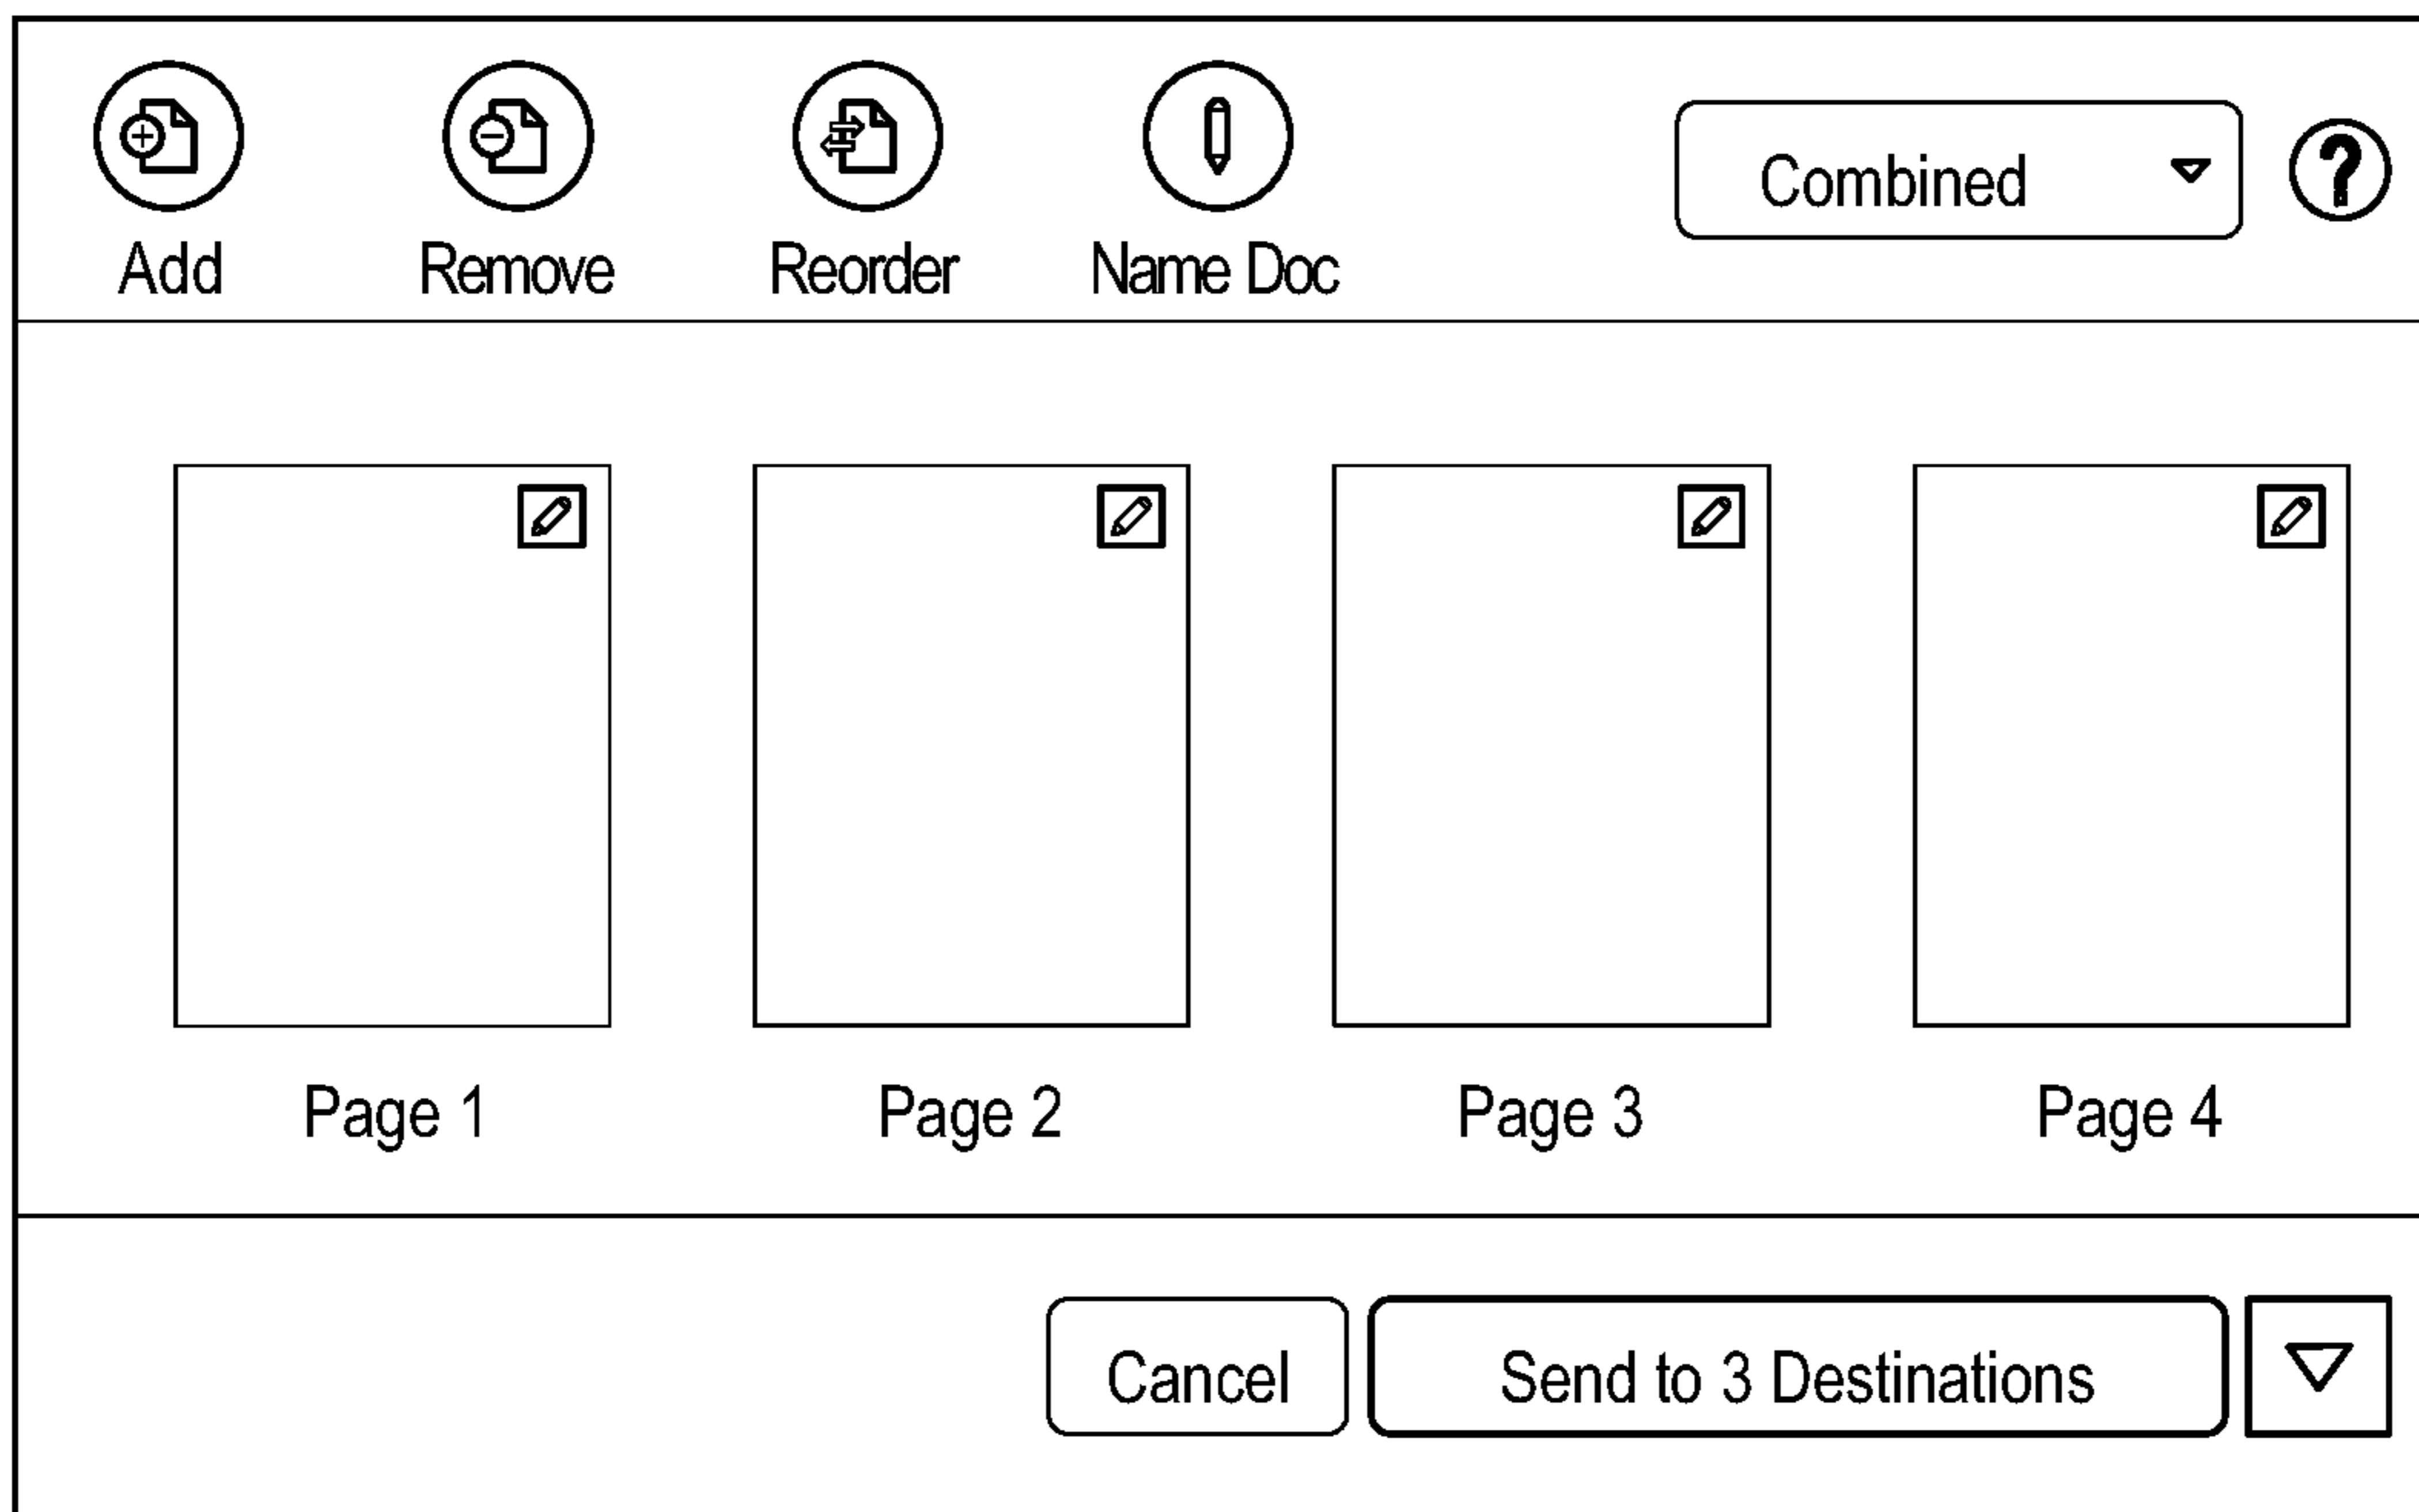 Combined
Add Remove Reorder Name Doc
Page 1 Page 2 Page 3 Page 4
Cancel Send to 3 Destinations